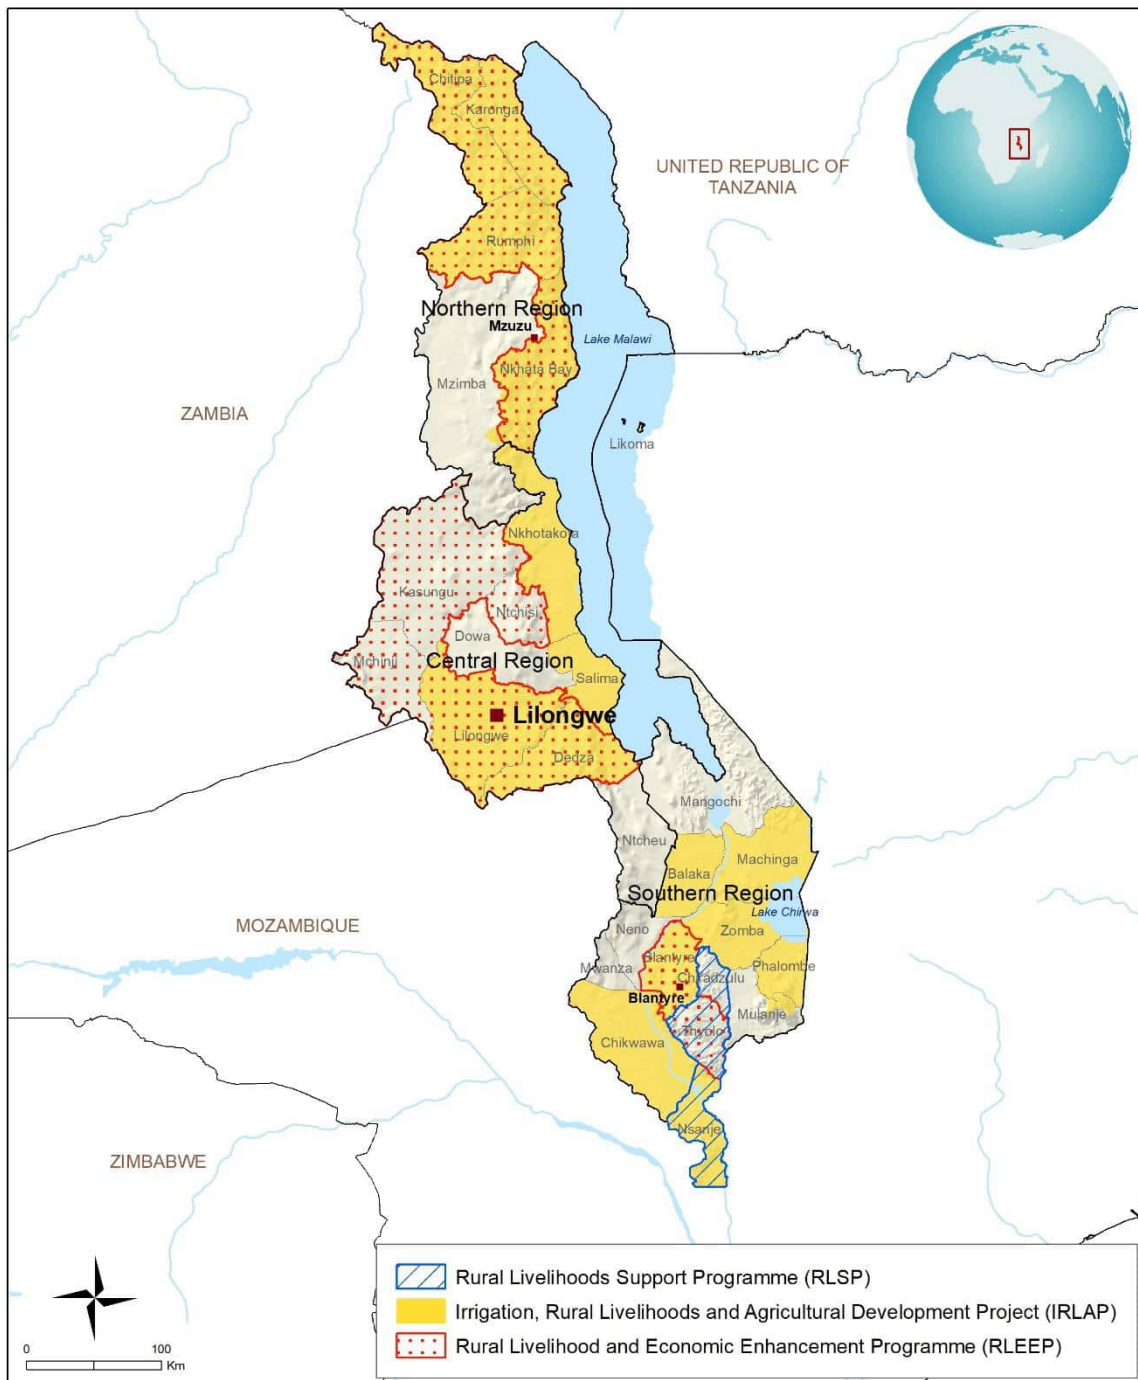 Chitipa
Karonga
UNITED REPUBLIC OF
TANZANIA
Rumphi
Northern Region
Mzuzu
Lake Malawi
Nkhata Bay
Mzimba
ZAMBIA
Likoma
Nkhotakota
Kasungu
Ntchisi
Dowa
Mchinji
Central Region
Salima
Lilongwe
Lilongwe
Dedza
Mangochi
Ntcheu
Machinga
Balaka
Southern Region
Lake Chirwa
MOZAMBIQUE
Neno
Zomba
Blantyre
Phalombe
Mwanza
Chiradzulu
Blantyre
Mulanje
Thyolo
Chikwawa
Nsanje
ZIMBABWE
0 100
Km
Rural Livelihoods Support Programme (RLSP)
Irrigation, Rural Livelihoods and Agricultural Development Project (IRLAP)
Rural Livelihood and Economic Enhancement Programme (RLEEP)